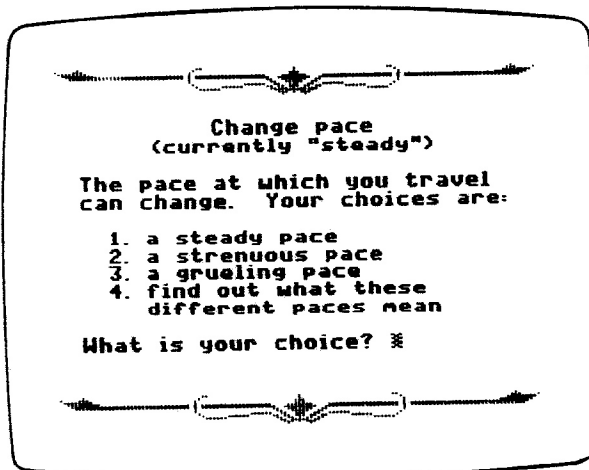 Change pace
(currently "steady")
The pace at which you travel
can change.  Your choices are:
1. a steady pace
2. a strenuous pace
3. a grueling pace
4. find out what these
different paces mean
What is your choice?